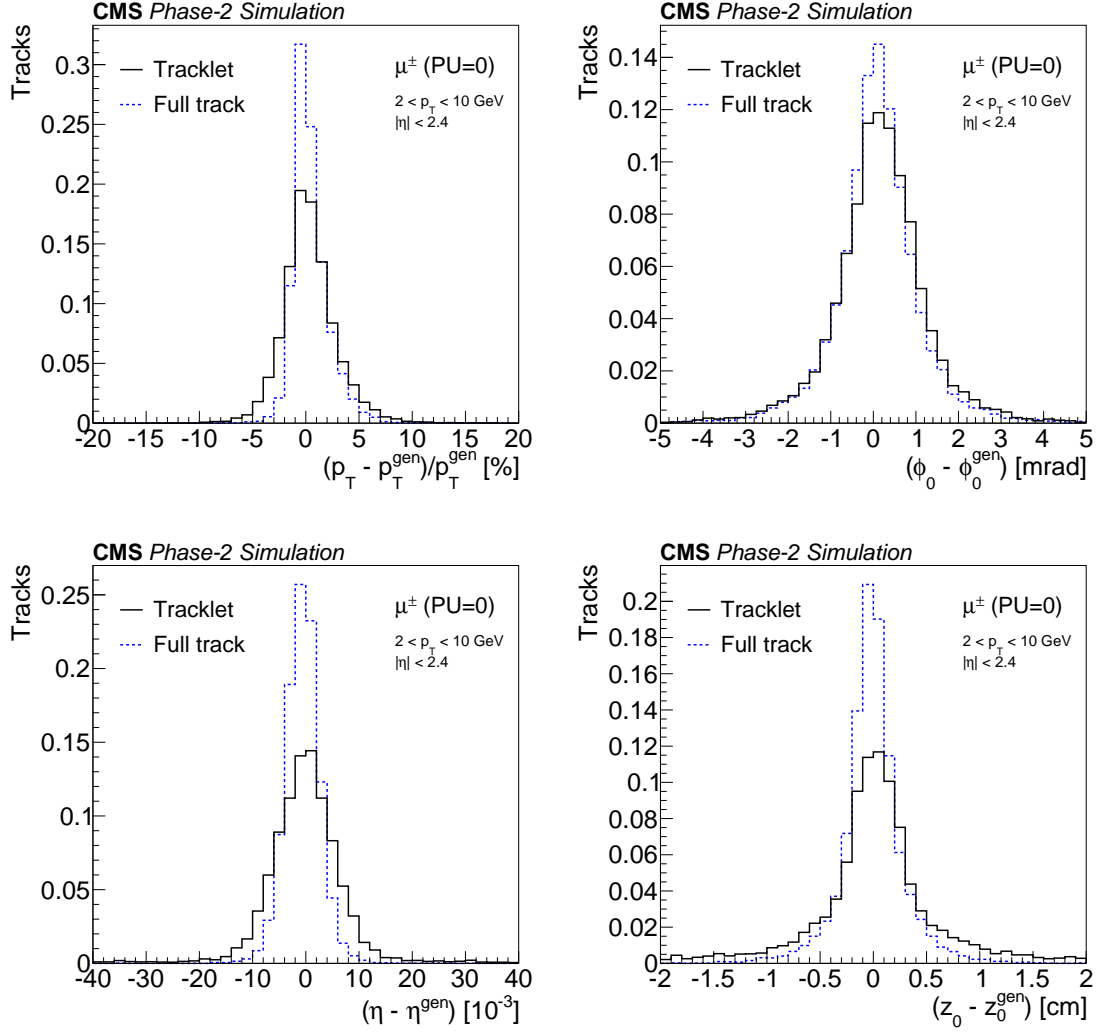 CMS Phase-2 Simulation
Tracks
0.3
0.25
0.2
0.15
0.1
0.05
0
Tracklet
Full track
μ± (PU=0)
2 < p_T < 10 GeV
|η| < 2.4
-20 -15 -10 -5 0 5 10 15 20
(p_T - p_T^gen)/p_T^gen [%]
CMS Phase-2 Simulation
Tracks
0.14
0.12
0.1
0.08
0.06
0.04
0.02
0
Tracklet
Full track
μ± (PU=0)
2 < p_T < 10 GeV
|η| < 2.4
-5 -4 -3 -2 -1 0 1 2 3 4 5
(ϕ_0 - ϕ_0^gen) [mrad]
CMS Phase-2 Simulation
Tracks
0.25
0.2
0.15
0.1
0.05
0
Tracklet
Full track
μ± (PU=0)
2 < p_T < 10 GeV
|η| < 2.4
-40 -30 -20 -10 0 10 20 30 40
(η - η^gen) [10^-3]
CMS Phase-2 Simulation
Tracks
0.2
0.18
0.16
0.14
0.12
0.1
0.08
0.06
0.04
0.02
0
Tracklet
Full track
μ± (PU=0)
2 < p_T < 10 GeV
|η| < 2.4
-2 -1.5 -1 -0.5 0 0.5 1 1.5 2
(z_0 - z_0^gen) [cm]